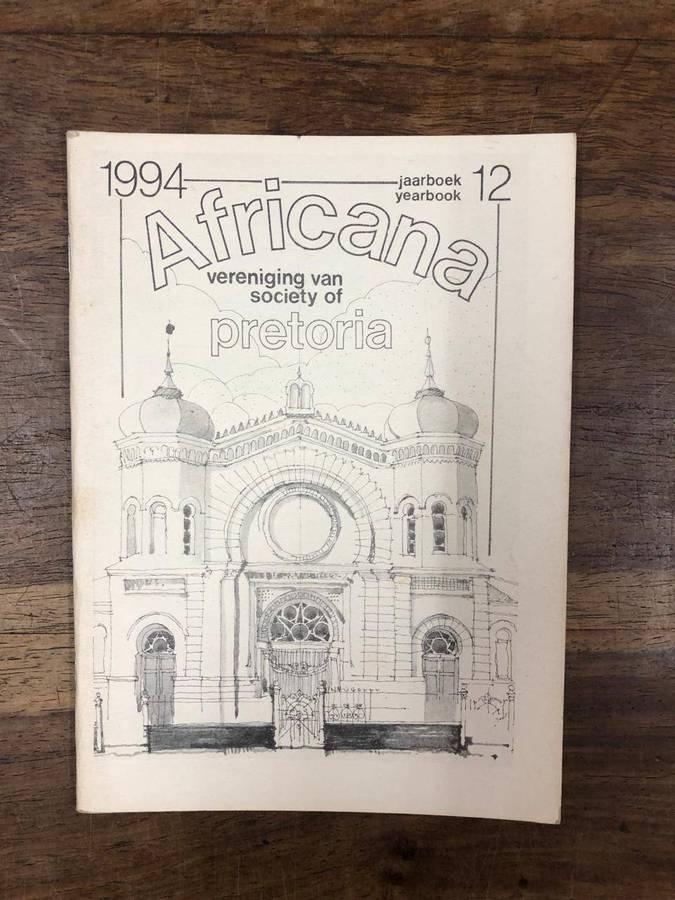 1994 jaarboek 12
yearbook
Africana
vereniging van
society of
pretoria